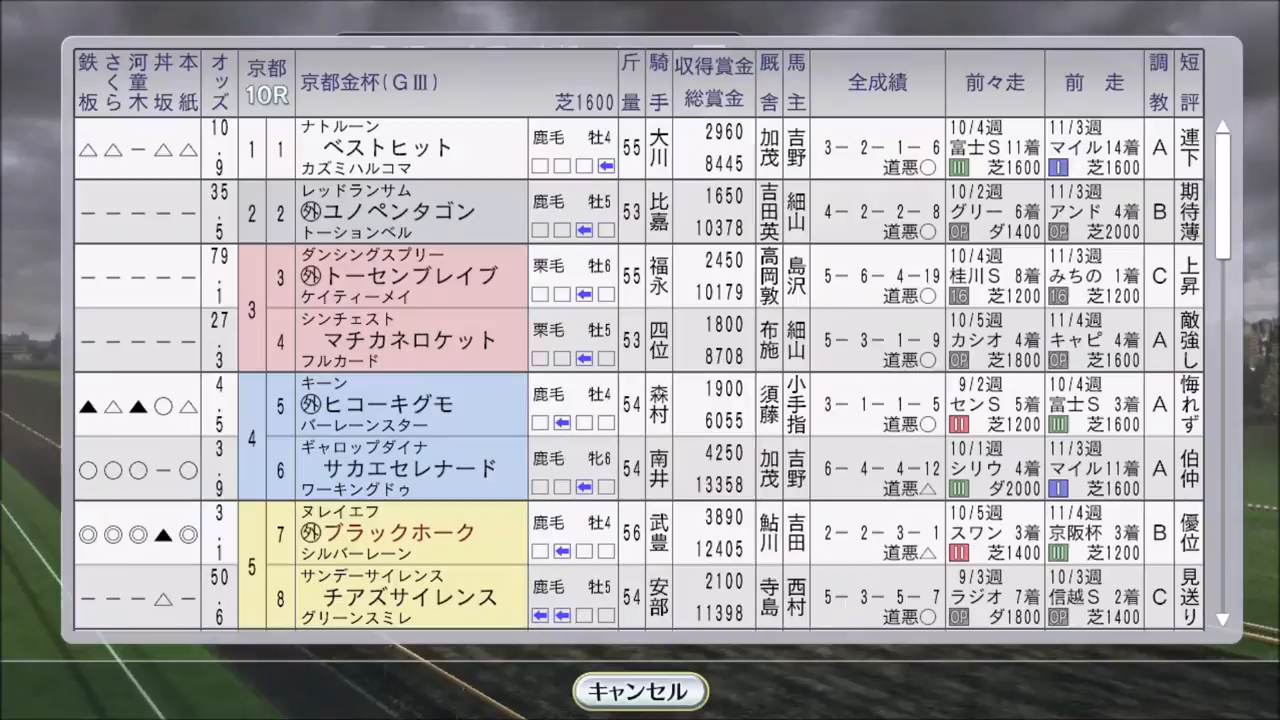 鉄板 さくら 河童木 丼坂 本紙 オッズ 京都10R 京都金杯(GⅢ) 芝1600 斤量 騎手 収得賞金 総賞金 厩舎 馬主 全成績 前々走 前走 調教 短評
△ △ － △ △ 10.9 1 1 ナトルーン ベストヒット カズミハルコマ 鹿毛 牡4 55 大川 2960 8445 加茂 吉野 3－2－1－6 道悪○ 10/4週 富士S 11着 Ⅲ 芝1600 11/3週 マイル14着 Ⅰ 芝1600 A 連下
－ － － － － 35.5 2 2 レッドランサム 外ユノペンタゴン トーションベル 鹿毛 牡5 53 比嘉 1650 10378 吉田英 細山 4－2－2－8 道悪○ 10/2週 グリー 6着 OP ダ1400 11/3週 アンド 4着 OP 芝2000 B 期待薄
－ － － － － 79.1 3 3 ダンシングスプリー 外トーセンブレイブ ケイティーメイ 栗毛 牡6 55 福永 2450 10179 高岡敦 島沢 5－6－4－19 道悪○ 10/4週 桂川S 8着 16 芝1200 11/3週 みちの 1着 16 芝1200 C 上昇
－ － － － － 27.3 4 シンチェスト マチカネロケット フルカード 栗毛 牡5 53 四位 1800 8708 布施 細山 5－3－1－9 道悪○ 10/5週 カシオ 4着 OP 芝1800 11/4週 キャピ 4着 OP 芝1600 A 敵強し
▲ △ ▲ ○ △ 4.5 4 5 キーン 外ヒコーキグモ バーレーンスター 鹿毛 牡4 54 森村 1900 6055 須藤 小手指 3－1－1－5 道悪○ 9/2週 センS 5着 Ⅱ 芝1200 10/4週 富士S 3着 Ⅲ 芝1600 A 侮れず
○ ○ ○ － ○ 3.9 6 ギャロップダイナ サカエセレナード ワーキングドゥ 鹿毛 牝6 54 南井 4250 13358 加茂 吉野 6－4－4－12 道悪△ 10/1週 シリウ 4着 Ⅲ ダ2000 11/3週 マイル11着 Ⅰ 芝1600 A 伯仲
◎ ◎ ◎ ▲ ◎ 3.1 5 7 ヌレイエフ 外ブラックホーク シルバーレーン 鹿毛 牡4 56 武豊 3890 12405 鮎川 吉田 2－2－3－1 道悪△ 10/5週 スワン 3着 Ⅱ 芝1400 11/3週 京阪杯 3着 Ⅲ 芝1200 B 優位
－ － － △ － 50.6 8 サンデーサイレンス チアズサイレンス グリーンスミレ 鹿毛 牡5 54 安部 2100 11398 寺島 西村 5－3－5－7 道悪○ 9/3週 ラジオ 7着 OP ダ1800 10/3週 信越S 2着 OP 芝1400 C 見送り
キャンセル